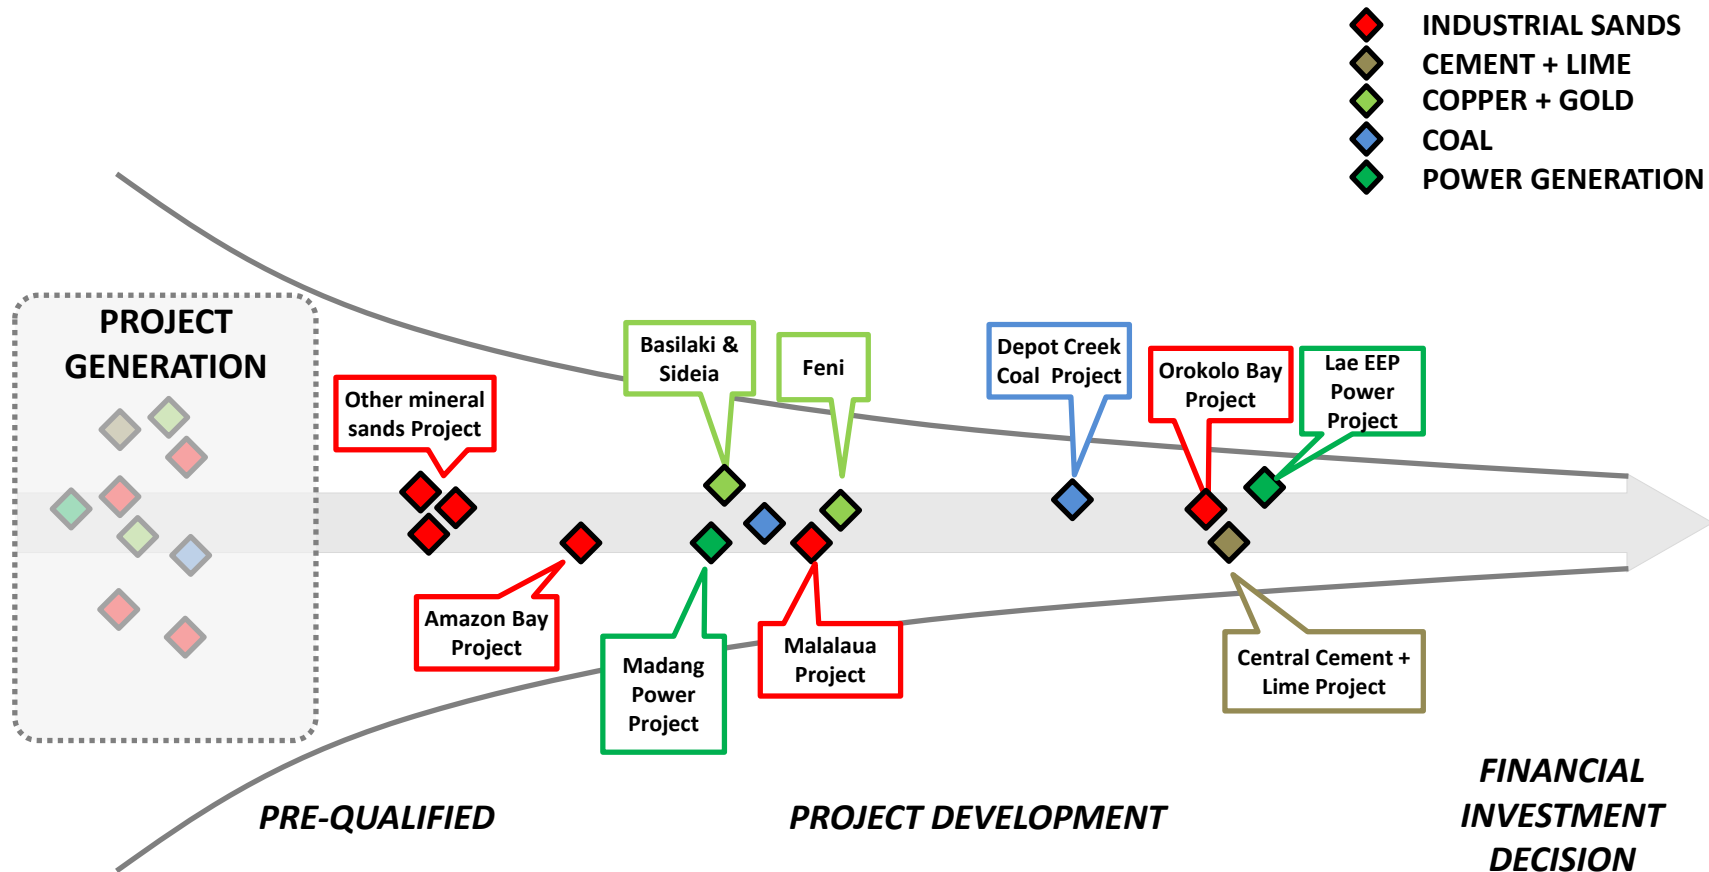 INDUSTRIAL SANDS
CEMENT + LIME
COPPER + GOLD
COAL
POWER GENERATION
PROJECT
GENERATION
Other mineral
sands Project
Basilaki &
Sideia
Feni
Depot Creek
Coal Project
Orokolo Bay
Project
Lae EEP
Power
Project
Amazon Bay
Project
Madang
Power
Project
Malalaua
Project
Central Cement +
Lime Project
PRE-QUALIFIED
PROJECT DEVELOPMENT
FINANCIAL
INVESTMENT
DECISION